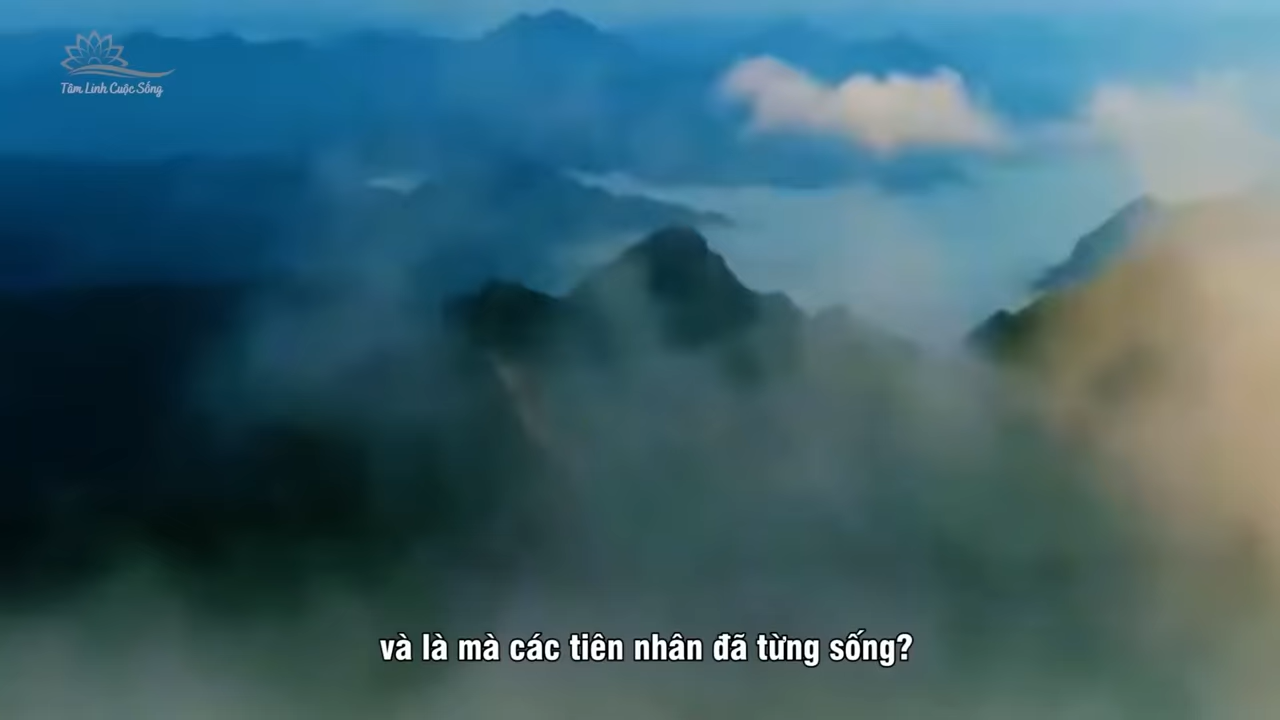 Tâm Linh Cuộc Sống
và là mà các tiên nhân đã từng sống?